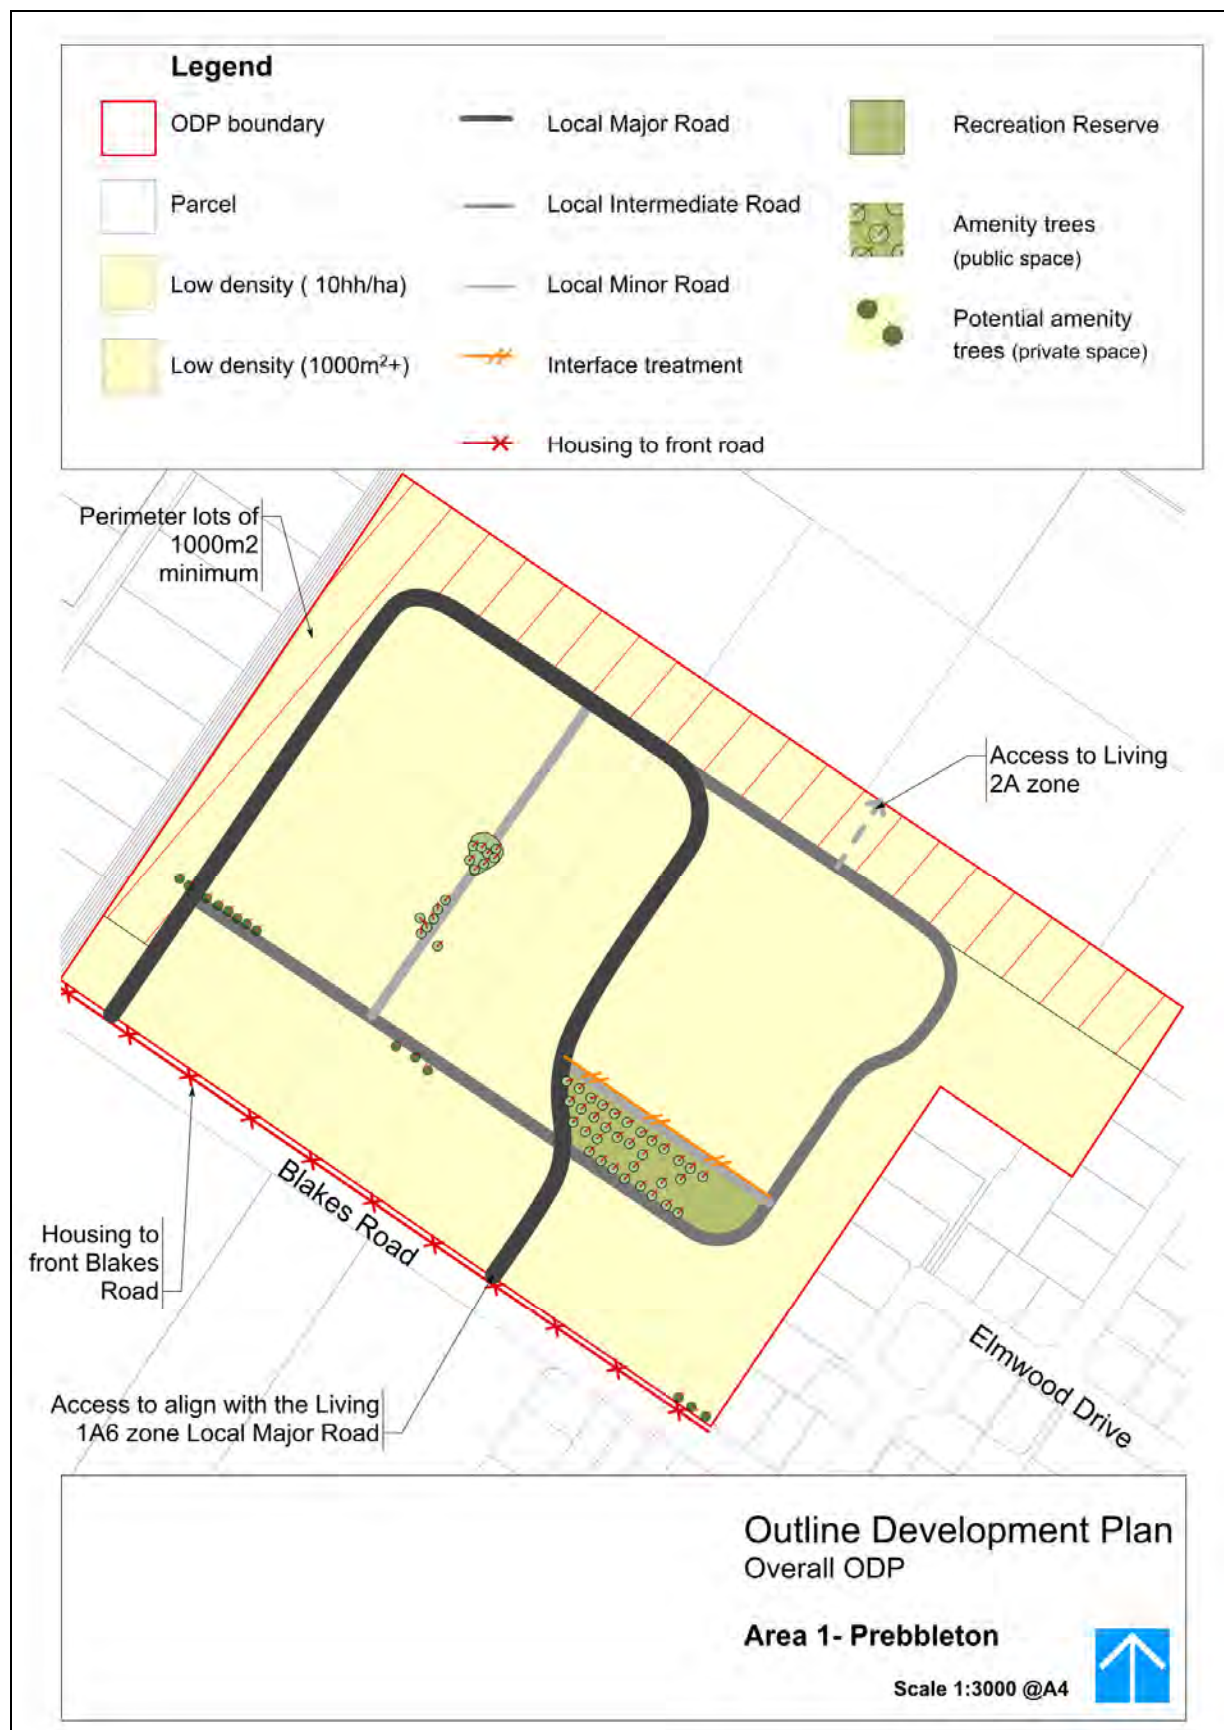 Legend
ODP boundary
Parcel
Low density ( 10hh/ha)
Low density (1000m²+)
Local Major Road
Local Intermediate Road
Local Minor Road
Interface treatment
Housing to front road
Recreation Reserve
Amenity trees
(public space)
Potential amenity
trees (private space)
Perimeter lots of
1000m2
minimum
Access to Living
2A zone
Blakes Road
Housing to
front Blakes
Road
Elmwood Drive
Access to align with the Living
1A6 zone Local Major Road
Outline Development Plan
Overall ODP
Area 1- Prebbleton
Scale 1:3000 @A4